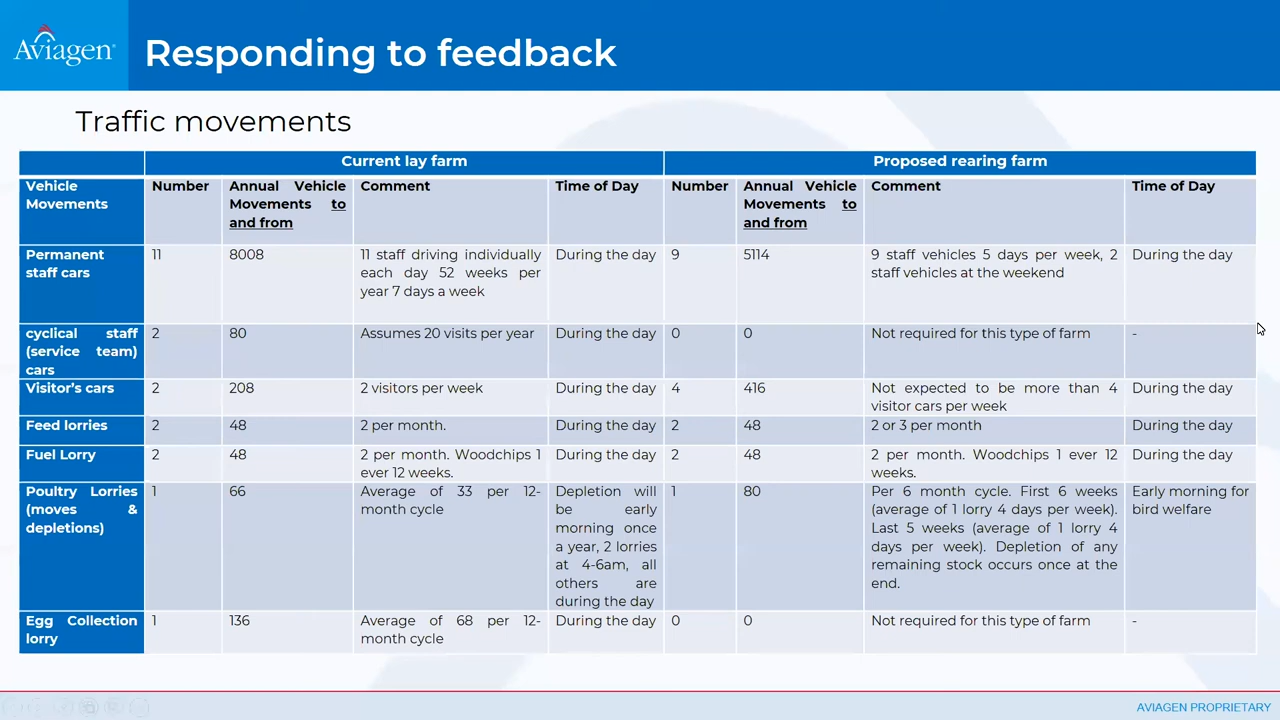 Aviagen
Responding to feedback
Traffic movements
Current lay farm
Proposed rearing farm
Vehicle Movements
Number
Annual Vehicle Movements to and from
Comment
Time of Day
Number
Annual Vehicle Movements to and from
Comment
Time of Day
Permanent staff cars
11
8008
11 staff driving individually
each day 52 weeks per
year 7 days a week
During the day
9
5114
9 staff vehicles 5 days per week, 2
staff vehicles at the weekend
During the day
cyclical staff
(service team)
cars
2
80
Assumes 20 visits per year
During the day
0
0
Not required for this type of farm
-
Visitor's cars
2
208
2 visitors per week
During the day
4
416
Not expected to be more than 4
visitor cars per week
During the day
Feed lorries
2
48
2 per month.
During the day
2
48
2 or 3 per month
During the day
Fuel Lorry
2
48
2 per month. Woodchips 1
ever 12 weeks.
During the day
2
48
2 per month. Woodchips 1 ever 12
weeks.
During the day
Poultry Lorries
(moves &
depletions)
1
66
Average of 33 per 12-
month cycle
Depletion will
be early
morning once
a year, 2 lorries
at 4-6am, all
others are
during the day
1
80
Per 6 month cycle. First 6 weeks
(average of 1 lorry 4 days per week).
Last 5 weeks (average of 1 lorry 4
days per week). Depletion of any
remaining stock occurs once at the
end.
Early morning for
bird welfare
Egg Collection
lorry
1
136
Average of 68 per 12-
month cycle
During the day
0
0
Not required for this type of farm
-
AVIAGEN PROPRIETARY